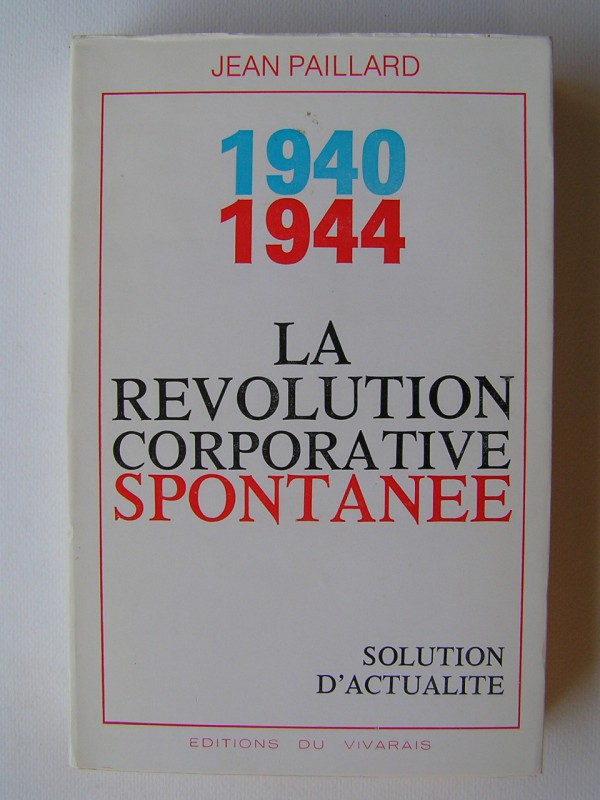 JEAN PAILLARD
1940
1944
LA
REVOLUTION
CORPORATIVE
SPONTANEE
SOLUTION
D'ACTUALITE
EDITIONS DU ViVARAIS